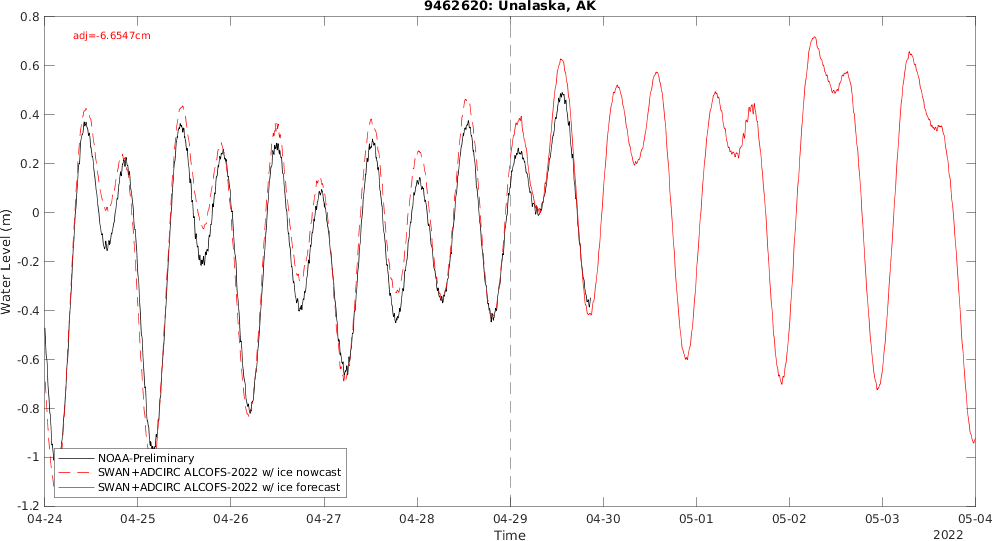 9462620: Unalaska, AK
adj=-6.6547cm
0.8
0.6
0.4
0.2
0
-0.2
-0.4
-0.6
-0.8
-1
-1.2
Water Level (m)
NOAA-Preliminary
SWAN+ADCIRC ALCOFS-2022 w/ ice nowcast
SWAN+ADCIRC ALCOFS-2022 w/ ice forecast
04-24 04-25 04-26 04-27 04-28 04-29 04-30 05-01 05-02 05-03 05-04
Time
2022